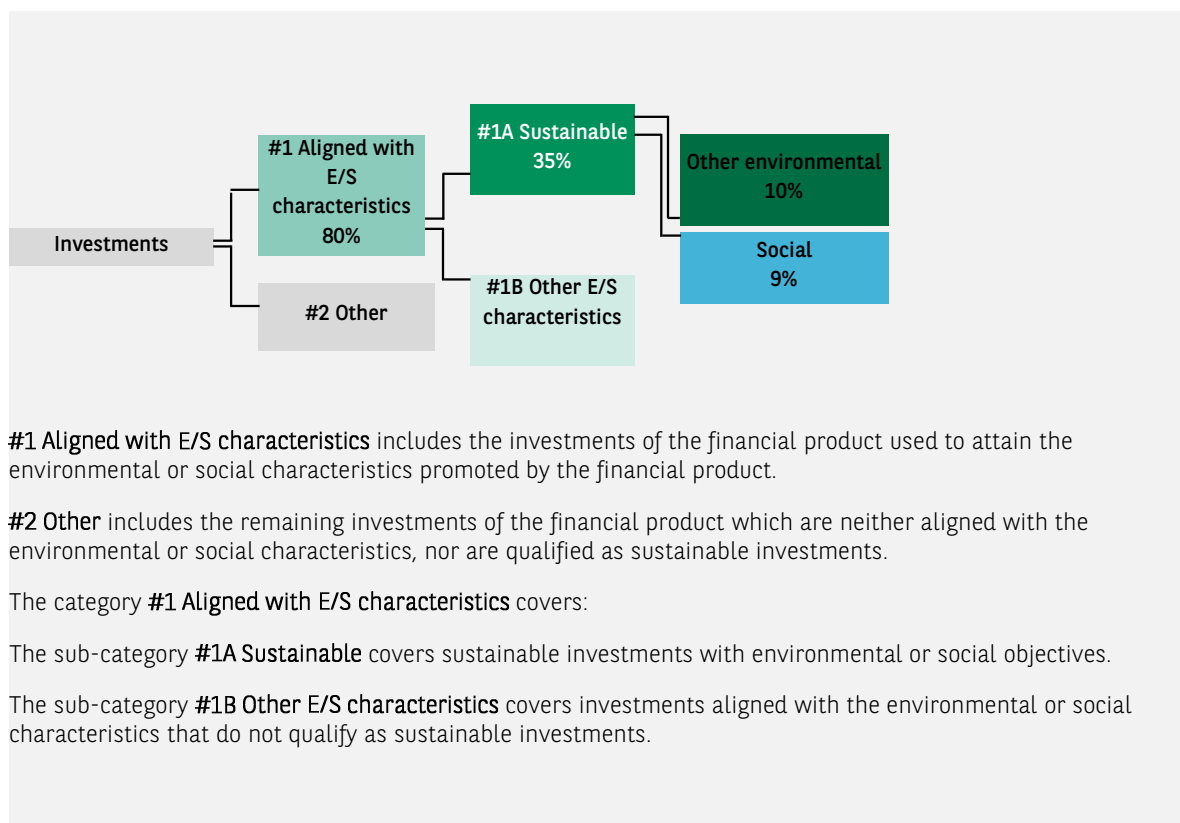 #1A Sustainable
35%
#1 Aligned with
E/S
characteristics
80%
Other environmental
10%
Investments
Social
9%
#2 Other
#1B Other E/S
characteristics
#1 Aligned with E/S characteristics includes the investments of the financial product used to attain the
environmental or social characteristics promoted by the financial product.
#2 Other includes the remaining investments of the financial product which are neither aligned with the
environmental or social characteristics, nor are qualified as sustainable investments.
The category #1 Aligned with E/S characteristics covers:
The sub-category #1A Sustainable covers sustainable investments with environmental or social objectives.
The sub-category #1B Other E/S characteristics covers investments aligned with the environmental or social
characteristics that do not qualify as sustainable investments.